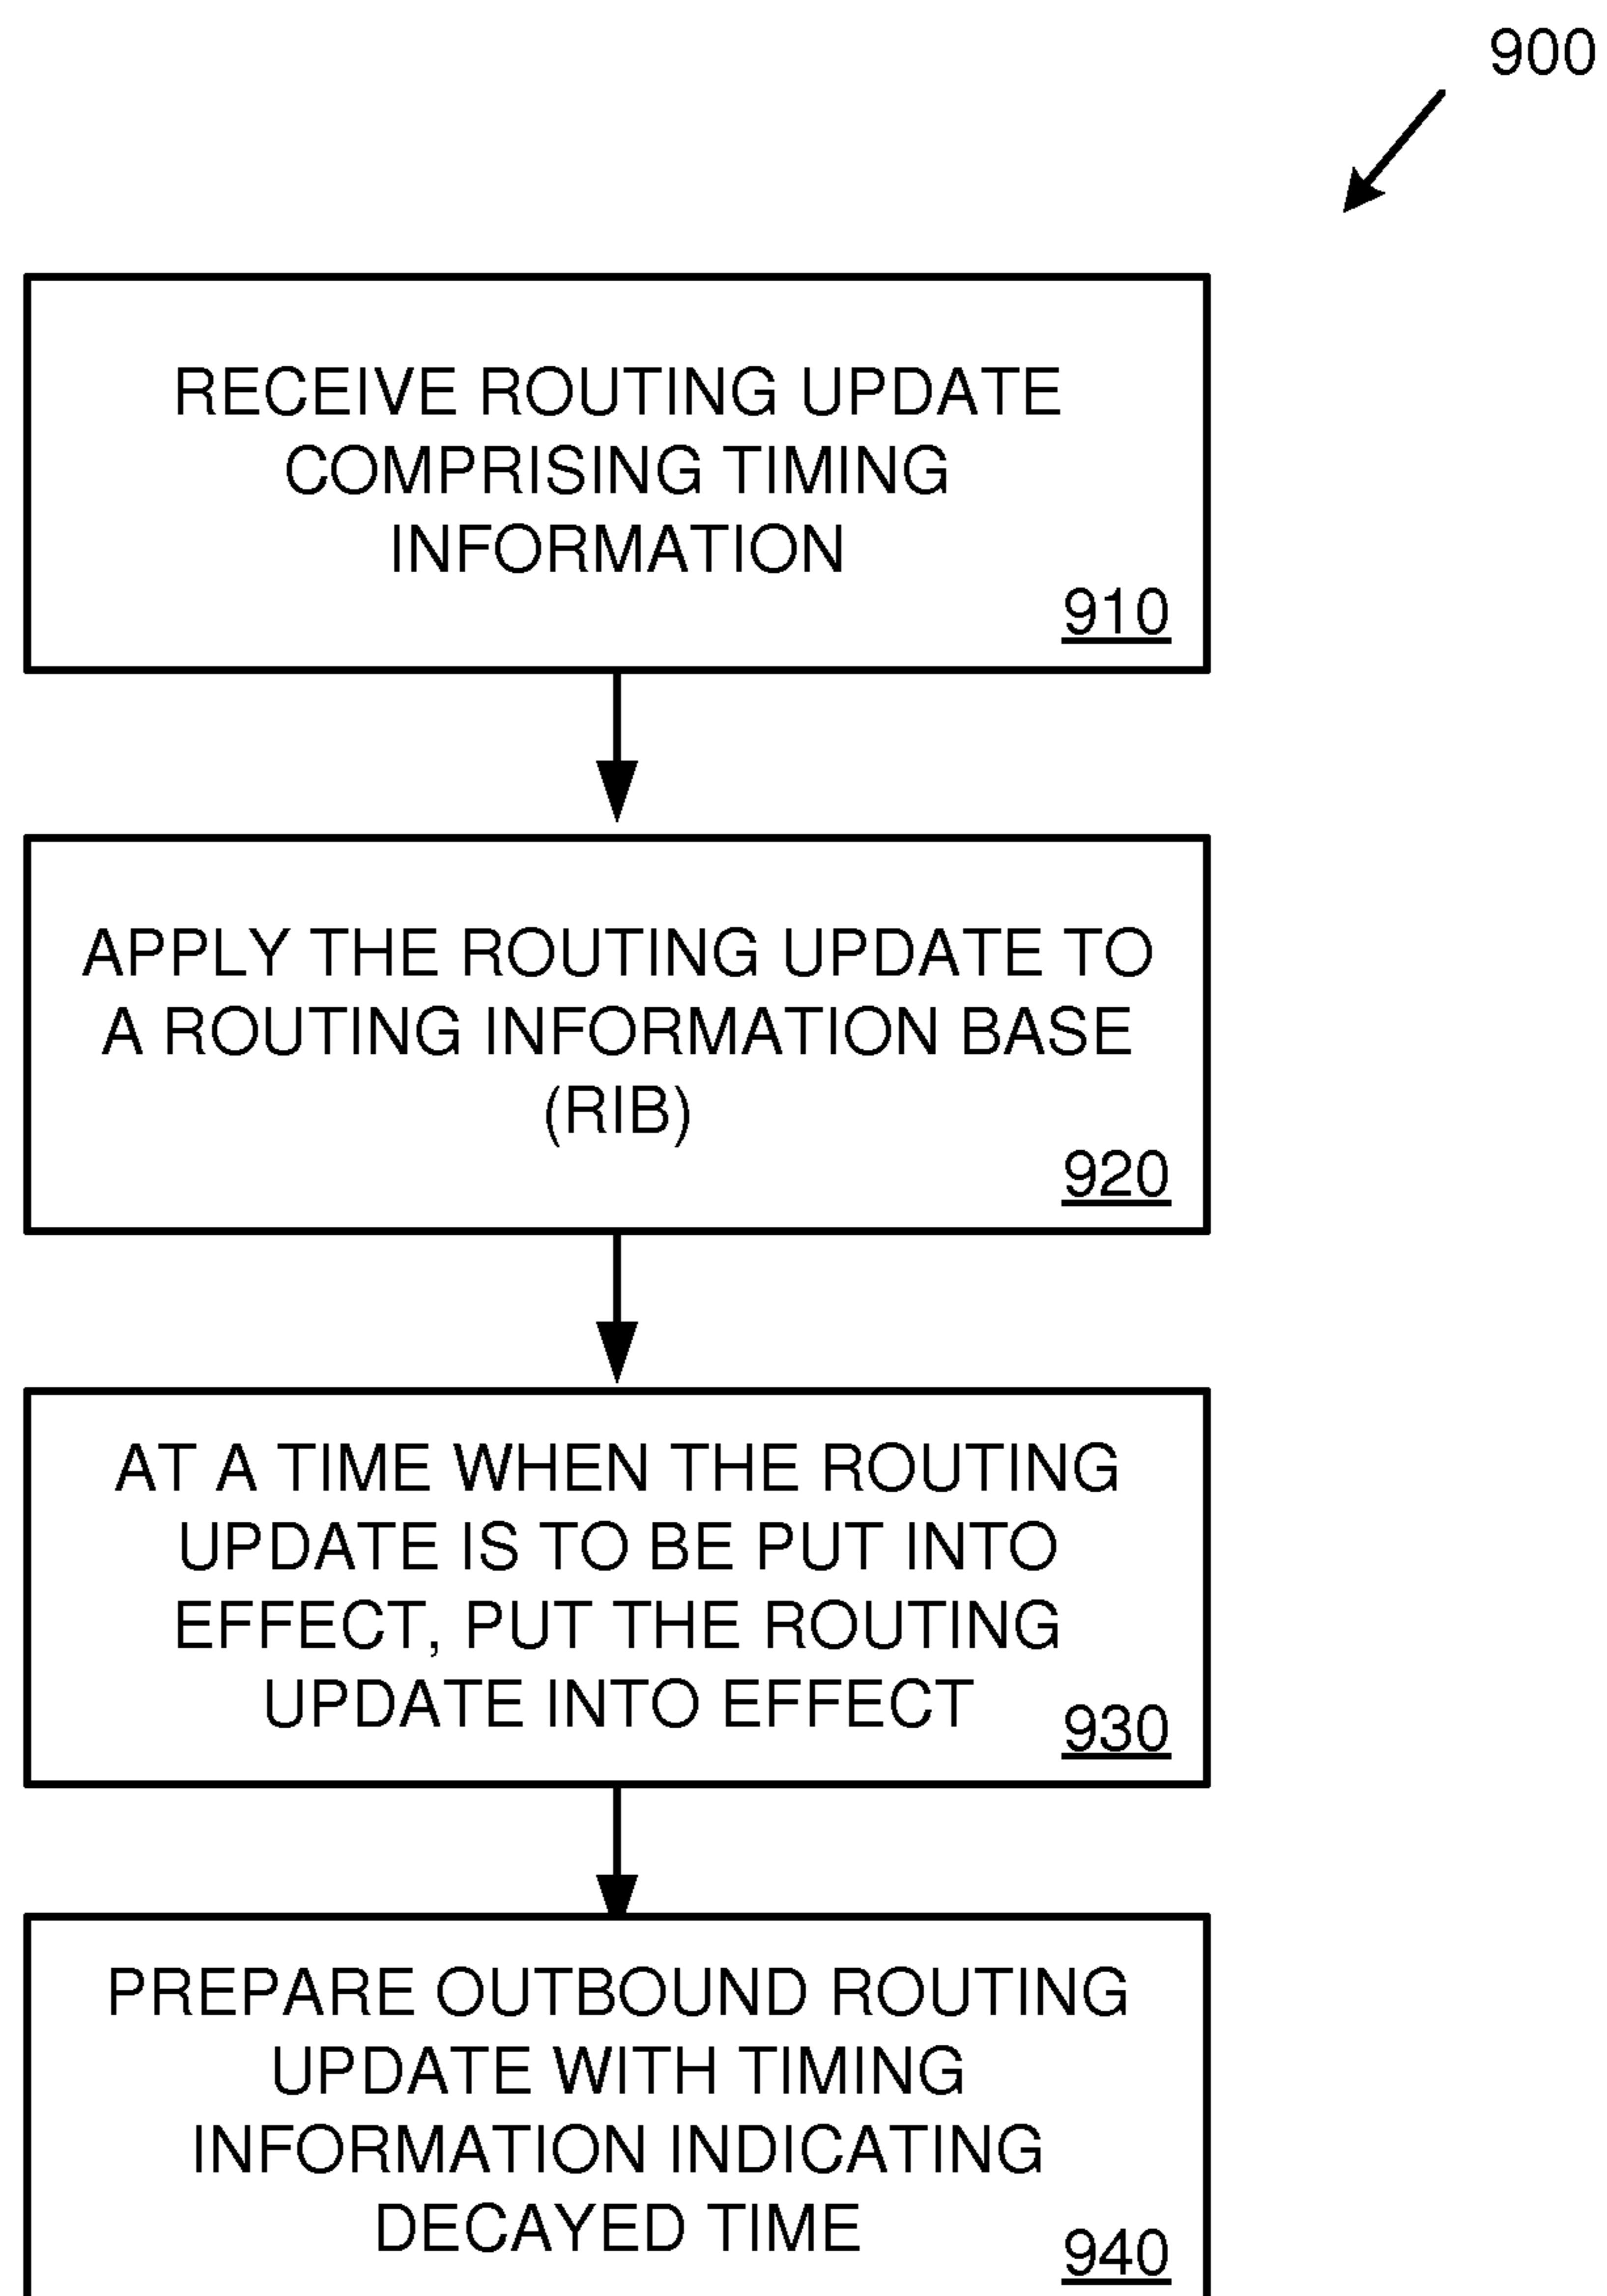 900
RECEIVE ROUTING UPDATE
COMPRISING TIMING
INFORMATION
910
APPLY THE ROUTING UPDATE TO
A ROUTING INFORMATION BASE
(RIB)
920
AT A TIME WHEN THE ROUTING
UPDATE IS TO BE PUT INTO
EFFECT, PUT THE ROUTING
UPDATE INTO EFFECT
930
PREPARE OUTBOUND ROUTING
UPDATE WITH TIMING
INFORMATION INDICATING
DECAYED TIME
940